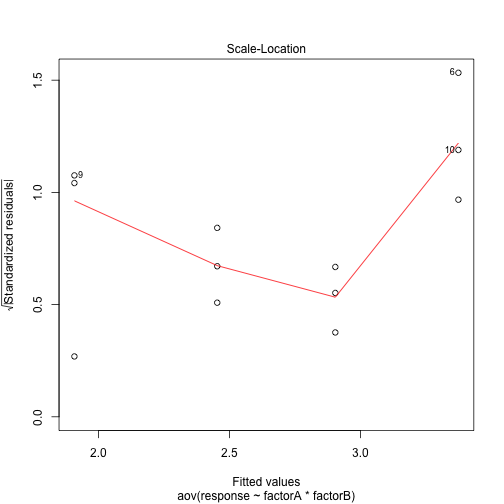 Scale-Location
√|Standardized residuals|
1.5
1.0
0.5
0.0
6
10
9
2.0
2.5
3.0
Fitted values
aov(response ~ factorA * factorB)